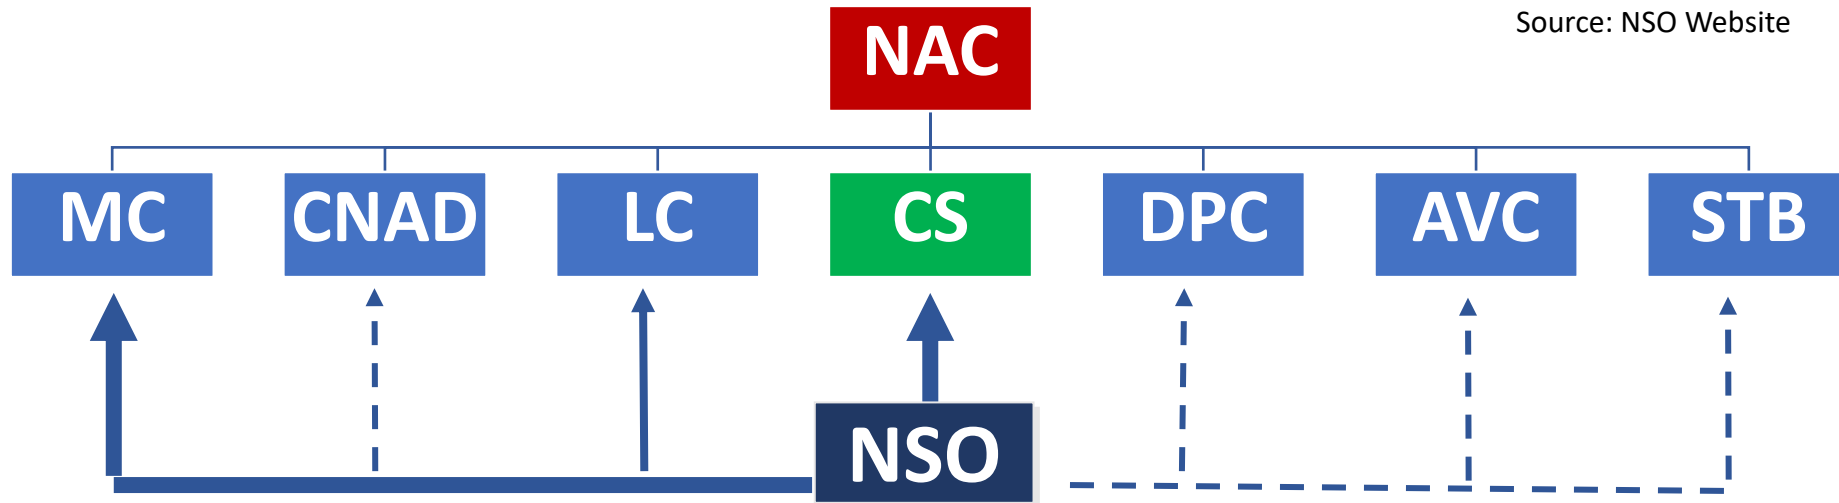 Source: NSO Website
NAC
MC
CNAD
LC
CS
DPC
AVC
STB
NSO